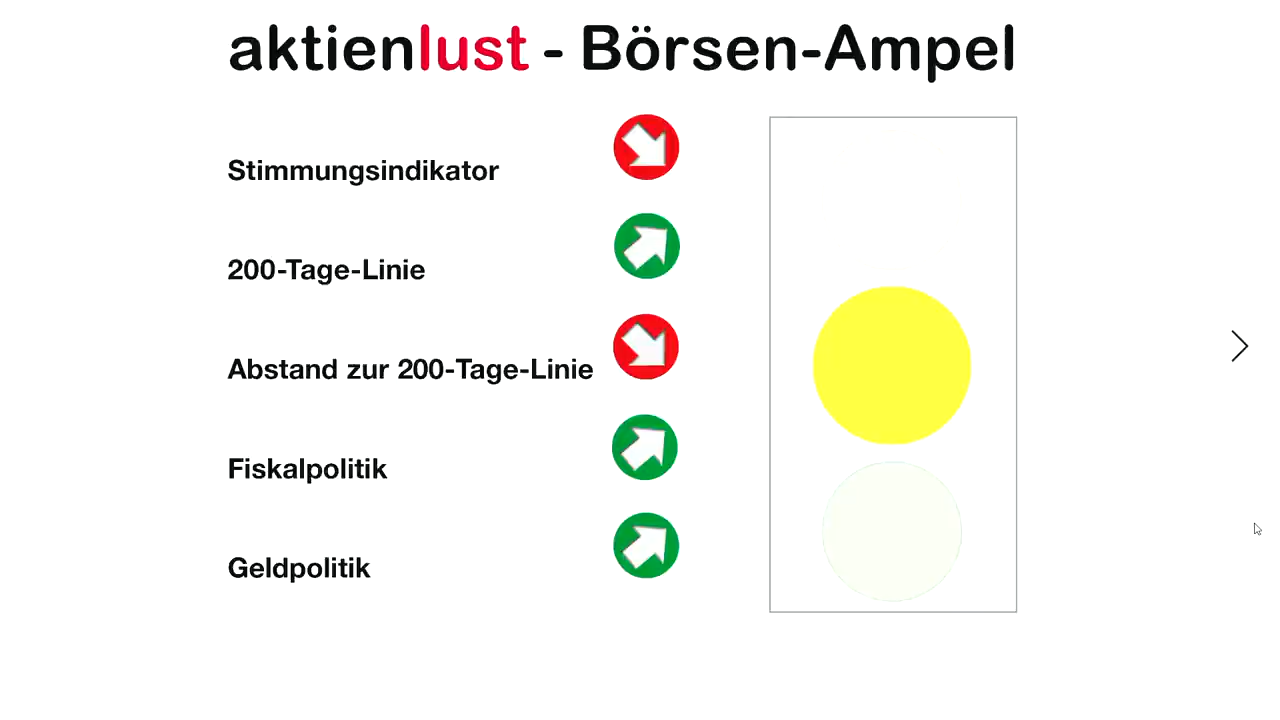 aktienlust - Börsen-Ampel
Stimmungsindikator
200-Tage-Linie
Abstand zur 200-Tage-Linie
Fiskalpolitik
Geldpolitik